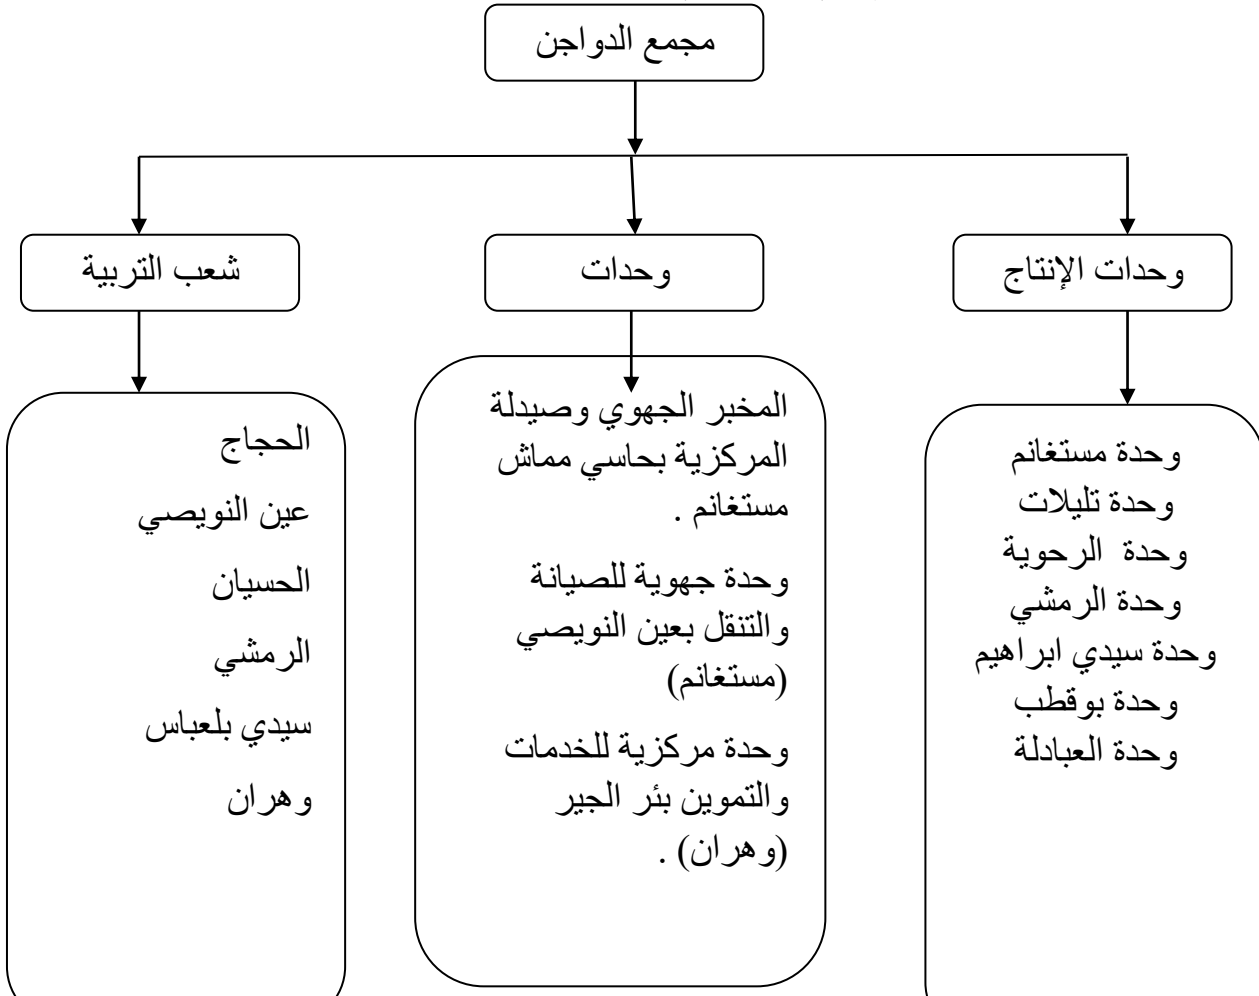 مجمع الدواجن
وحدات الإنتاج
وحدات
شعب التربية
وحدة مستغانم
وحدة تليلات
وحدة الرحوية
وحدة الرمشي
وحدة سيدي ابراهيم
وحدة بوقطب
وحدة العبادلة
المخبر الجهوي وصيدلة
المركزية بحاسي مماش
مستغانم .
وحدة جهوية للصيانة
والتنقل بعين النويصي
(مستغانم)
وحدة مركزية للخدمات
والتموين بئر الجير
(وهران) .
الحجاج
عين النويصي
الحسيان
الرمشي
سيدي بلعباس
وهران